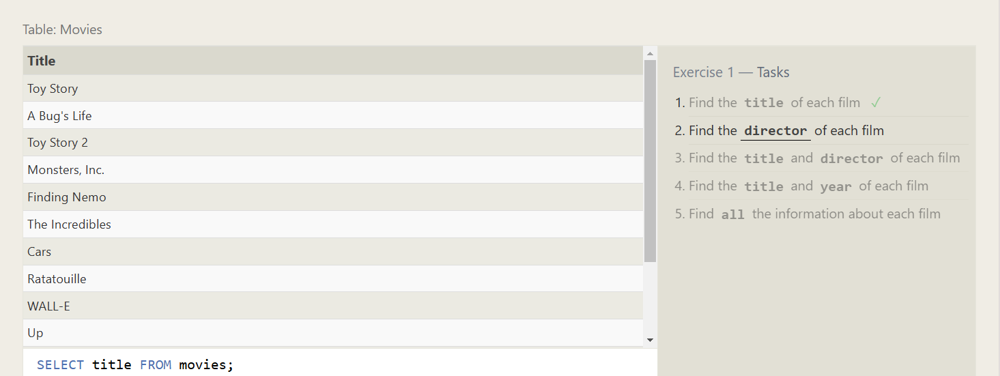 Table: Movies
Title
Toy Story
A Bug's Life
Toy Story 2
Monsters, Inc.
Finding Nemo
The Incredibles
Cars
Ratatouille
WALL-E
Up
SELECT title FROM movies;
Exercise 1 — Tasks
1. Find the title of each film ✓
2. Find the director of each film
3. Find the title and director of each film
4. Find the title and year of each film
5. Find all the information about each film